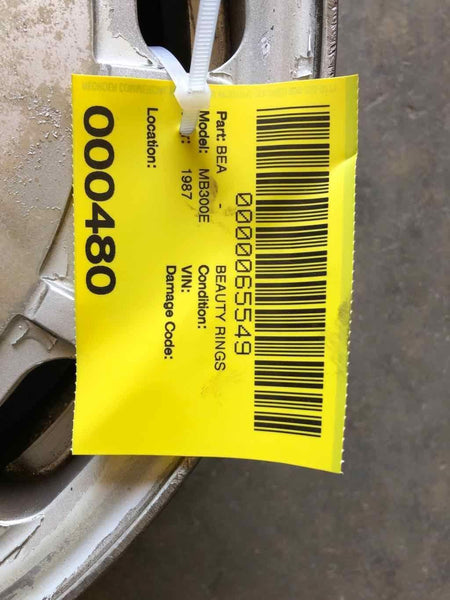 0000065549
Part: BEA - BEAUTY RINGS
Model: MB300E Condition:
r: 1987 VIN:
Damage Code:
Location:
000480